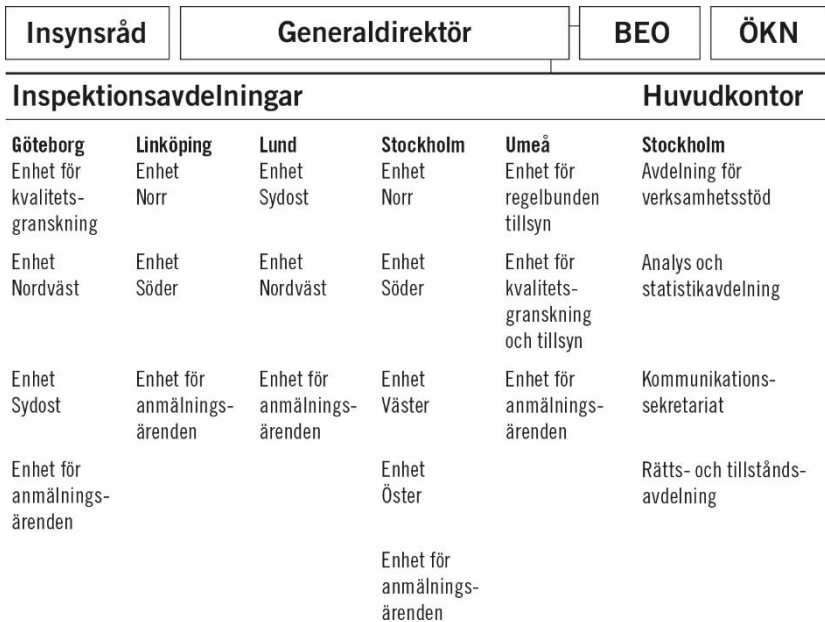 Insynsråd Generaldirektör BEO ÖKN
Inspektionsavdelningar Huvudkontor
Göteborg Linköping Lund Stockholm Umeå Stockholm
Enhet för Enhet Enhet Enhet Enhet för Avdelning för
kvalitets- Norr Sydost Norr regelbunden verksamhetsstöd
granskning tillsyn
Enhet Enhet Enhet Enhet Enhet för Analys och
Nordväst Söder Nordväst Söder kvalitets- statistikavdelning
granskning
och tillsyn
Enhet Enhet för Enhet för Enhet Enhet för Kommunikations-
Sydost anmälnings- anmälnings- Väster anmälnings- sekretariat
ärenden ärenden ärenden
Enhet för Enhet Rätts- och tillstånds-
anmälnings- Öster avdelning
ärenden
Enhet för
anmälnings-
ärenden